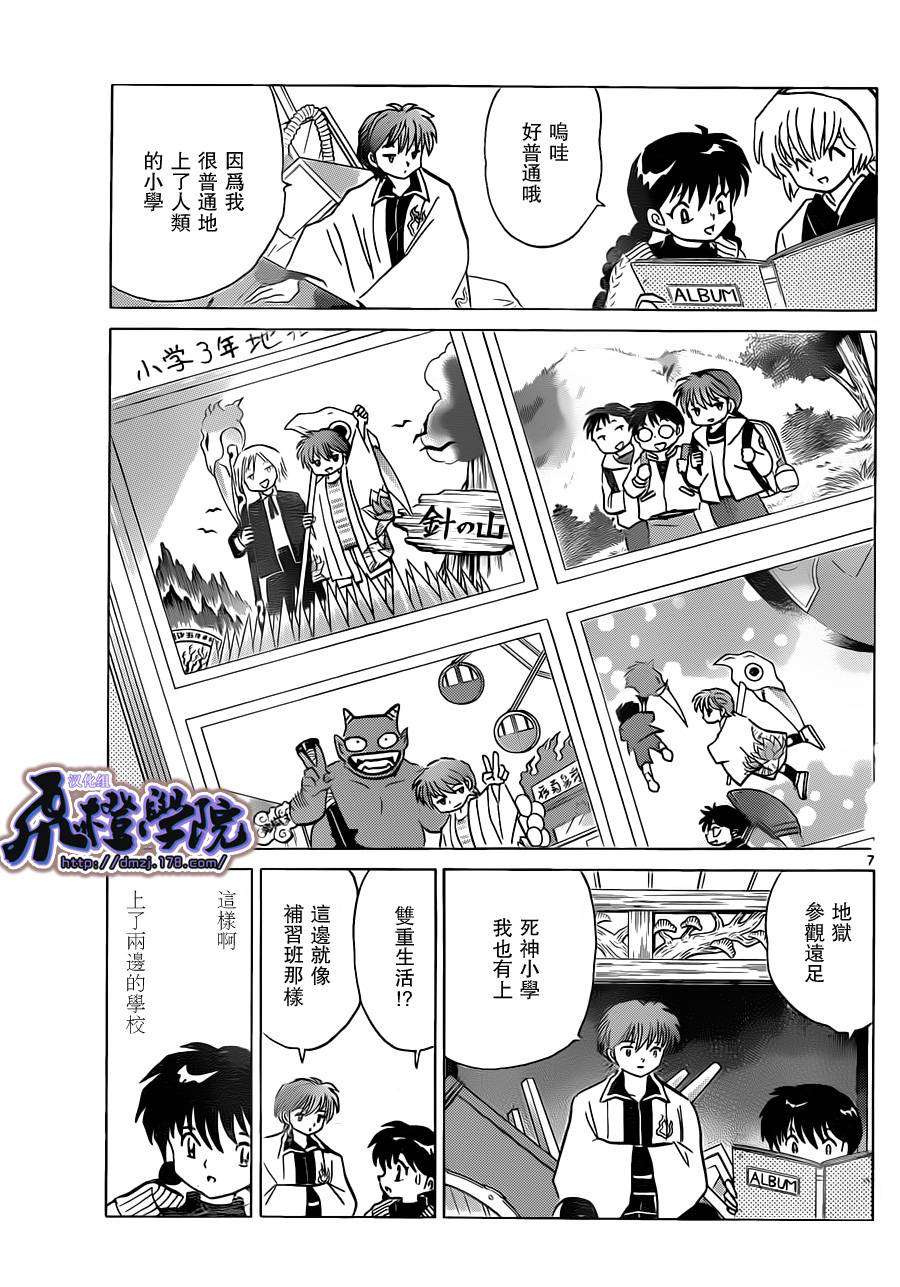 嗚哇
好普通哦
ALBUM
因爲我
很普通地
上了人類
的小學
小学3年地
針の山
汉化组
飛橙學院
http://dmzj.178.com/
7
地獄
參觀遠足
死神小學
我也有上
ALBUM
雙重生活!?
這邊就像
補習班那樣
這樣啊
上了兩邊的學校